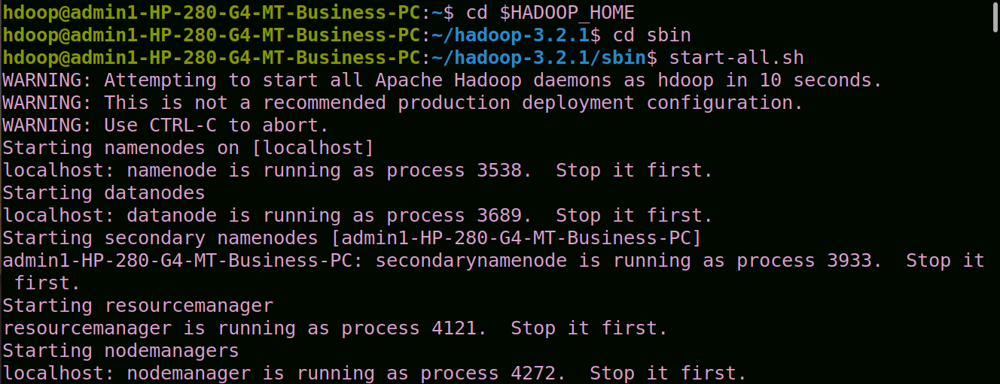 hdoop@admin1-HP-280-G4-MT-Business-PC:~$ cd $HADOOP_HOME
hdoop@admin1-HP-280-G4-MT-Business-PC:~/hadoop-3.2.1$ cd sbin
hdoop@admin1-HP-280-G4-MT-Business-PC:~/hadoop-3.2.1/sbin$ start-all.sh
WARNING: Attempting to start all Apache Hadoop daemons as hdoop in 10 seconds.
WARNING: This is not a recommended production deployment configuration.
WARNING: Use CTRL-C to abort.
Starting namenodes on [localhost]
localhost: namenode is running as process 3538.  Stop it first.
Starting datanodes
localhost: datanode is running as process 3689.  Stop it first.
Starting secondary namenodes [admin1-HP-280-G4-MT-Business-PC]
admin1-HP-280-G4-MT-Business-PC: secondarynamenode is running as process 3933.  Stop it
 first.
Starting resourcemanager
resourcemanager is running as process 4121.  Stop it first.
Starting nodemanagers
localhost: nodemanager is running as process 4272.  Stop it first.